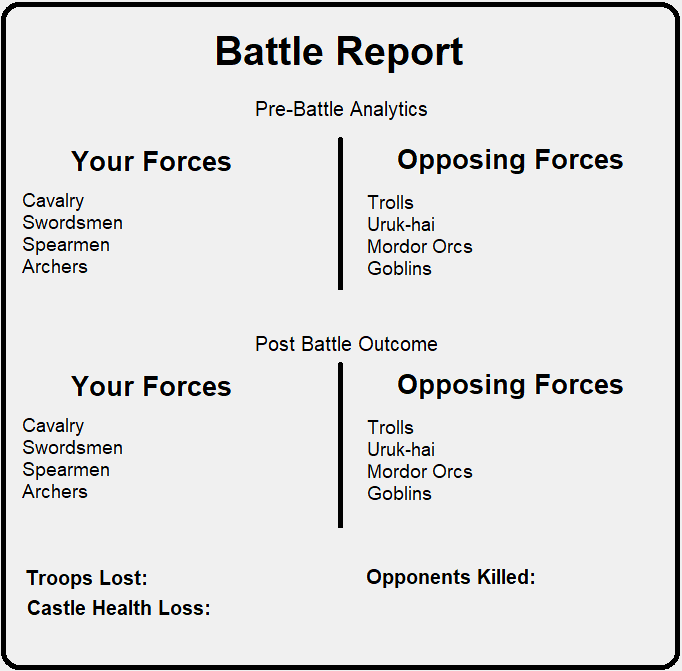 Battle Report
Pre-Battle Analytics
Your Forces
Cavalry
Swordsmen
Spearmen
Archers
Opposing Forces
Trolls
Uruk-hai
Mordor Orcs
Goblins
Post Battle Outcome
Your Forces
Cavalry
Swordsmen
Spearmen
Archers
Opposing Forces
Trolls
Uruk-hai
Mordor Orcs
Goblins
Troops Lost:
Castle Health Loss:
Opponents Killed: